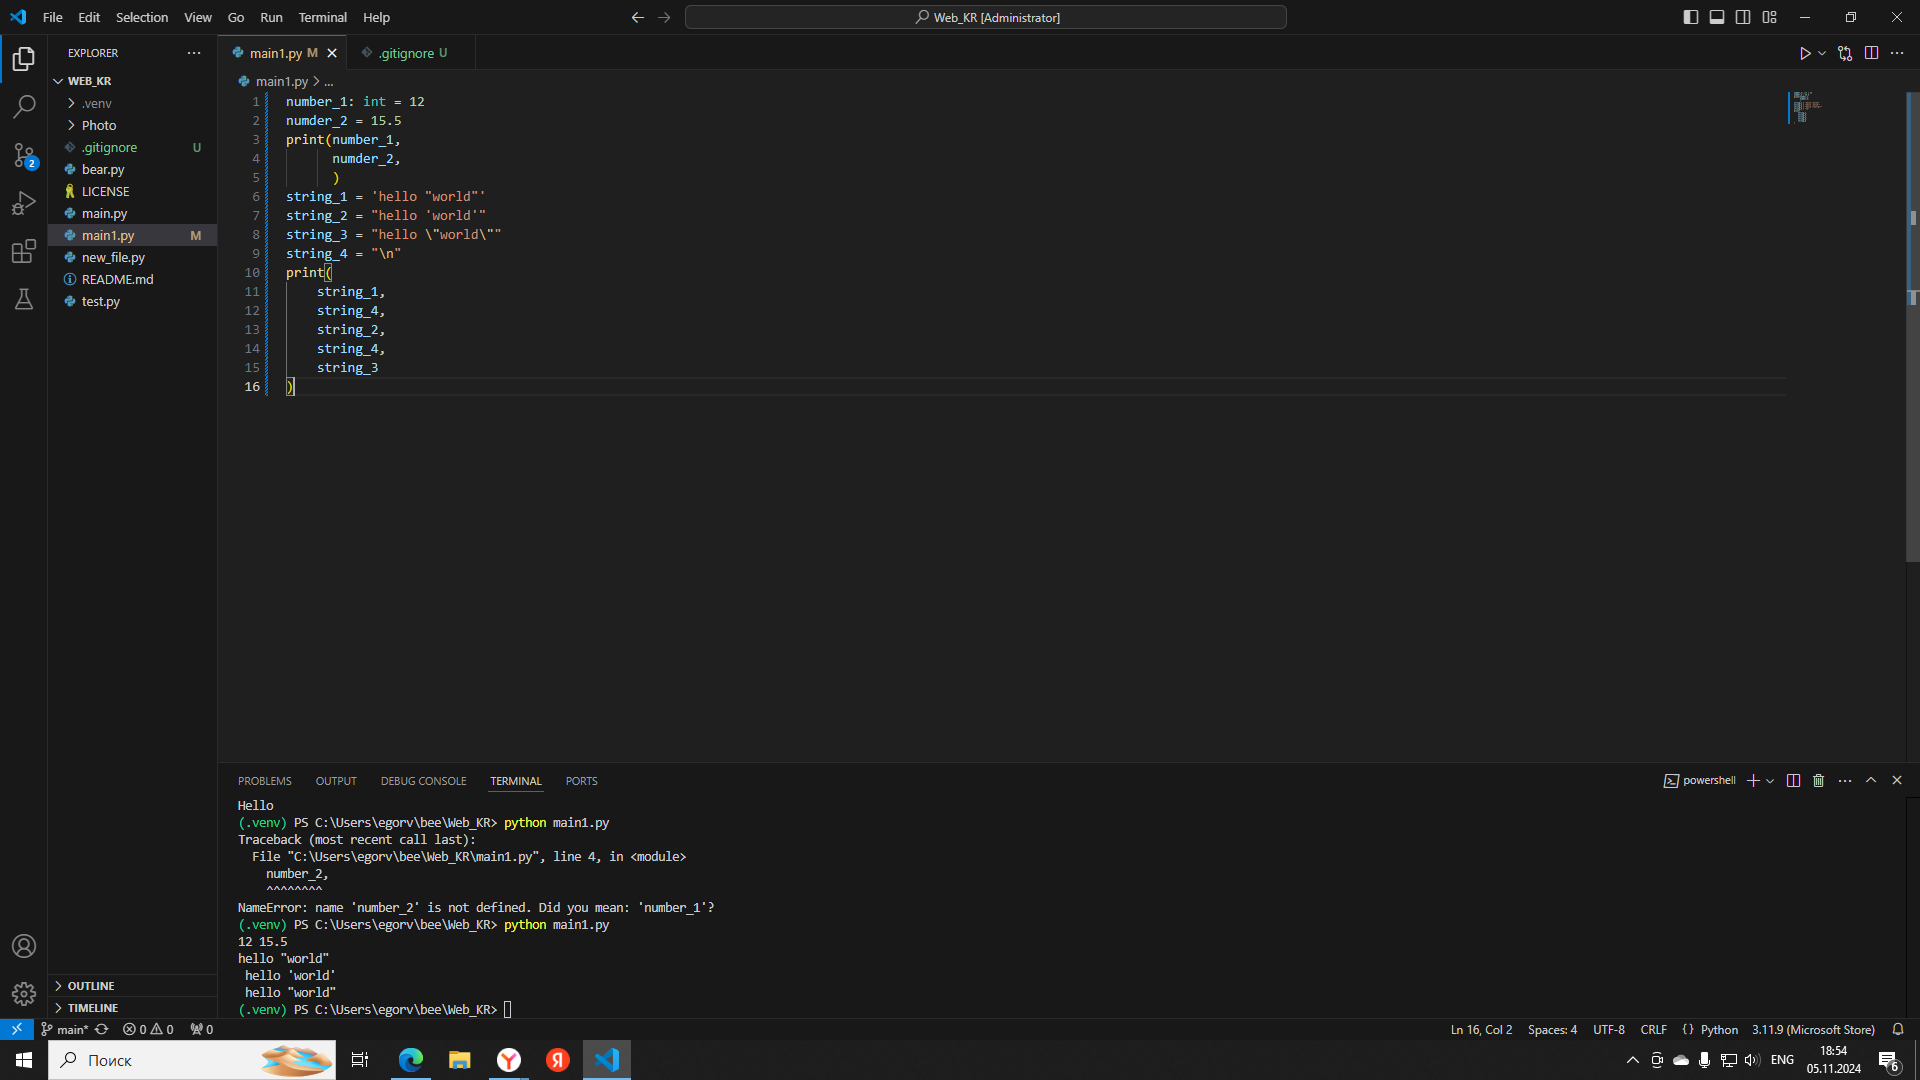 File Edit Selection View Go Run Terminal Help
Web_KR [Administrator]
EXPLORER
WEB_KR
.venv
Photo
.gitignore U
bear.py
LICENSE
main.py
main1.py M
new_file.py
README.md
test.py
OUTLINE
TIMELINE
main1.py M
.gitignore U
main1.py > ...
1 number_1: int = 12
2 numder_2 = 15.5
3 print(number_1,
4 numder_2,
5 )
6 string_1 = 'hello "world"'
7 string_2 = "hello 'world'"
8 string_3 = "hello \"world\""
9 string_4 = "\n"
10 print(
11 string_1,
12 string_4,
13 string_2,
14 string_4,
15 string_3
16 )
PROBLEMS OUTPUT DEBUG CONSOLE TERMINAL PORTS
powershell
Hello
(.venv) PS C:\Users\egorv\bee\Web_KR> python main1.py
Traceback (most recent call last):
File "C:\Users\egorv\bee\Web_KR\main1.py", line 4, in <module>
number_2,
^^^^^^^^
NameError: name 'number_2' is not defined. Did you mean: 'number_1'?
(.venv) PS C:\Users\egorv\bee\Web_KR> python main1.py
12 15.5
hello "world"
hello 'world'
hello "world"
(.venv) PS C:\Users\egorv\bee\Web_KR>
2
main* 0 0 0
Ln 16, Col 2 Spaces: 4 UTF-8 CRLF {} Python 3.11.9 (Microsoft Store)
Поиск
ENG
18:54
05.11.2024
6